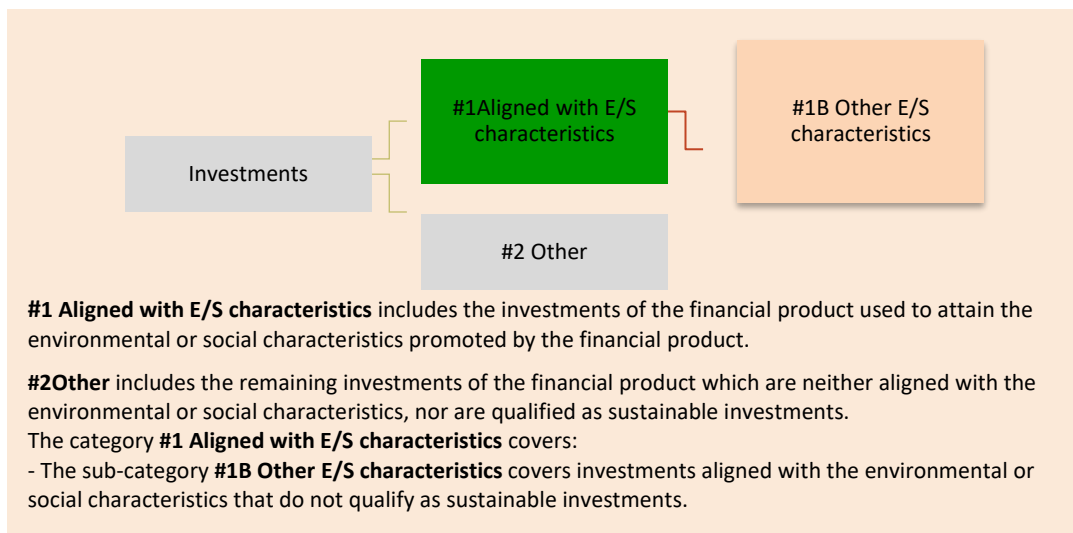 #1Aligned with E/S
characteristics
#1B Other E/S
characteristics
Investments
#2 Other
#1 Aligned with E/S characteristics includes the investments of the financial product used to attain the
environmental or social characteristics promoted by the financial product.
#2Other includes the remaining investments of the financial product which are neither aligned with the
environmental or social characteristics, nor are qualified as sustainable investments.
The category #1 Aligned with E/S characteristics covers:
- The sub-category #1B Other E/S characteristics covers investments aligned with the environmental or
social characteristics that do not qualify as sustainable investments.